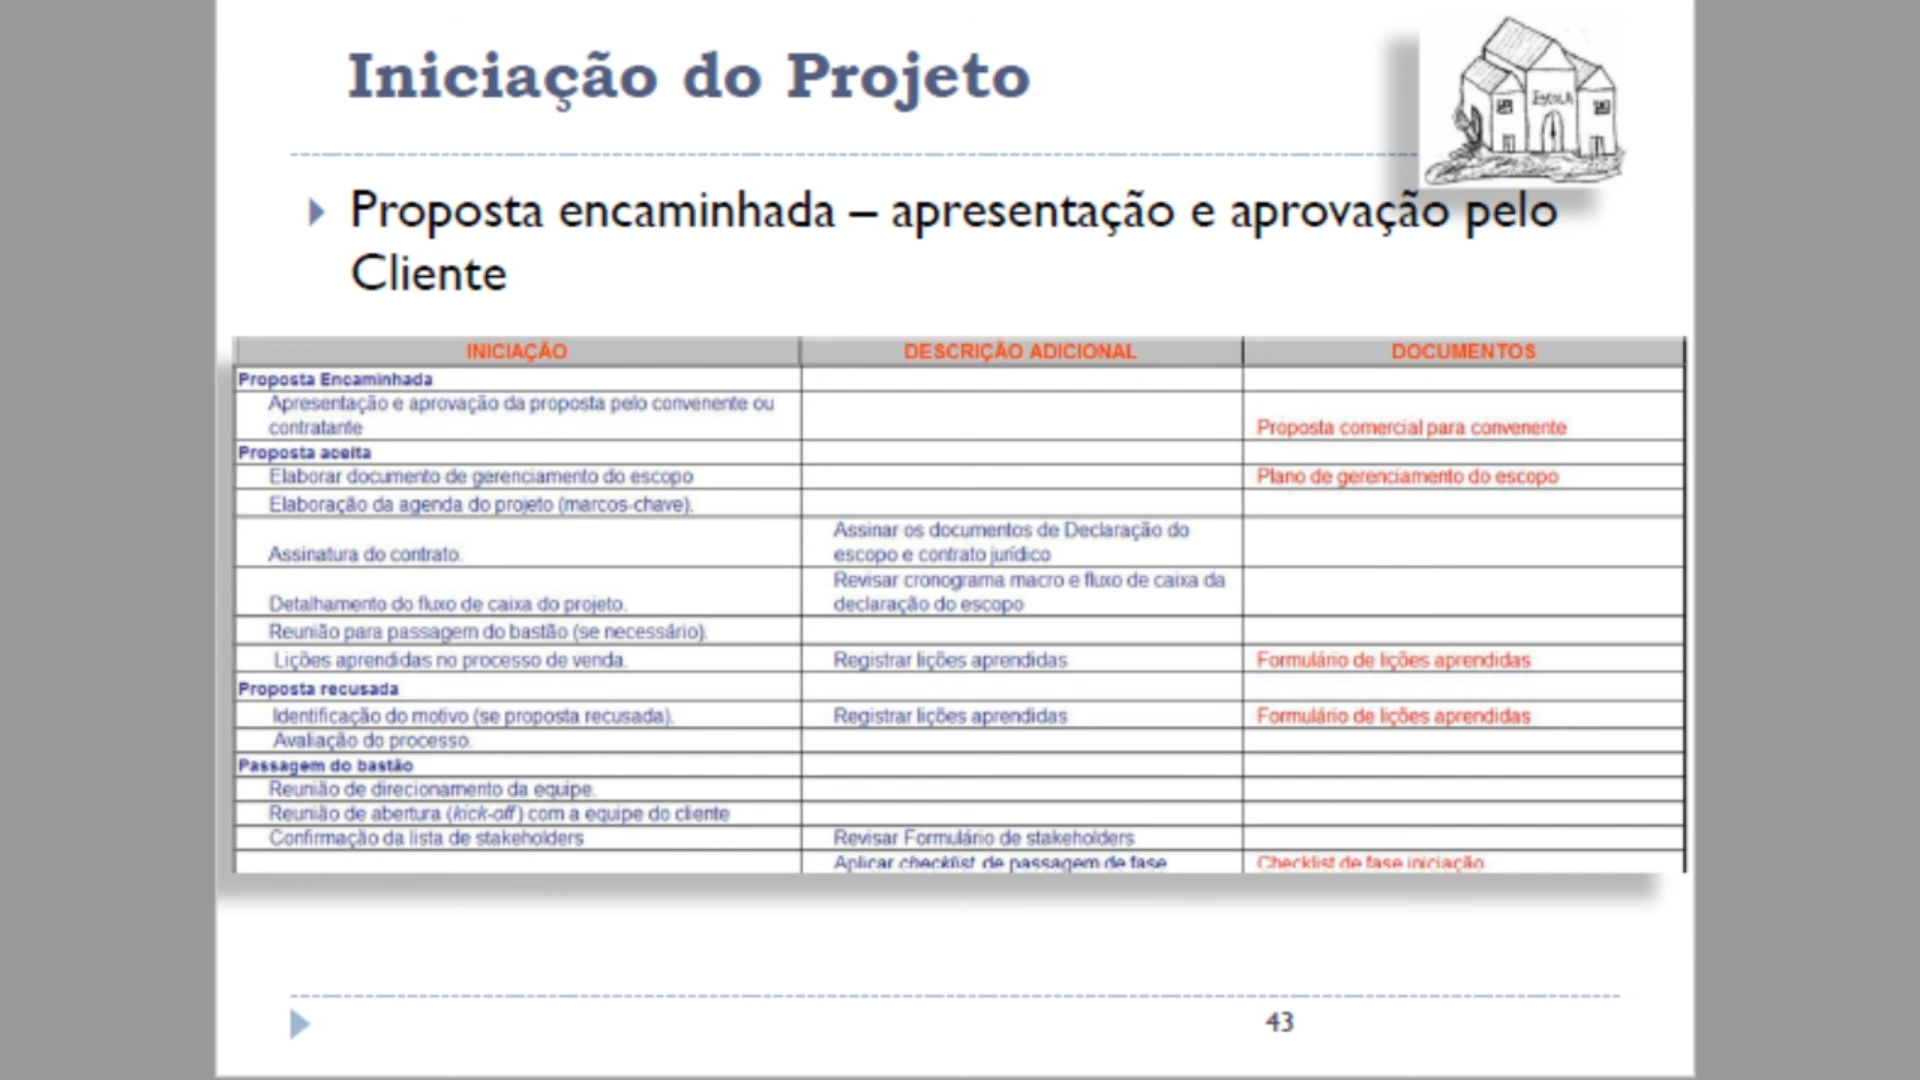 Iniciação do Projeto
ESCOLA
Proposta encaminhada – apresentação e aprovação pelo
Cliente
INICIAÇÃO DESCRIÇÃO ADICIONAL DOCUMENTOS
Proposta Encaminhada
Apresentação e aprovação da proposta pelo convenente ou
contratante Proposta comercial para convenente
Proposta aceita
Elaborar documento de gerenciamento do escopo Plano de gerenciamento do escopo
Elaboração da agenda do projeto (marcos-chave).
Assinar os documentos de Declaração do
Assinatura do contrato. escopo e contrato jurídico
Revisar cronograma macro e fluxo de caixa da
Detalhamento do fluxo de caixa do projeto. declaração do escopo
Reunião para passagem do bastão (se necessário).
Lições aprendidas no processo de venda. Registrar lições aprendidas Formulário de lições aprendidas
Proposta recusada
Identificação do motivo (se proposta recusada). Registrar lições aprendidas Formulário de lições aprendidas
Avaliação do processo.
Passagem do bastão
Reunião de direcionamento da equipe.
Reunião de abertura (kick-off) com a equipe do cliente
Confirmação da lista de stakeholders Revisar Formulário de stakeholders
Aplicar checklist de passagem de fase Checklist de fase iniciação
43